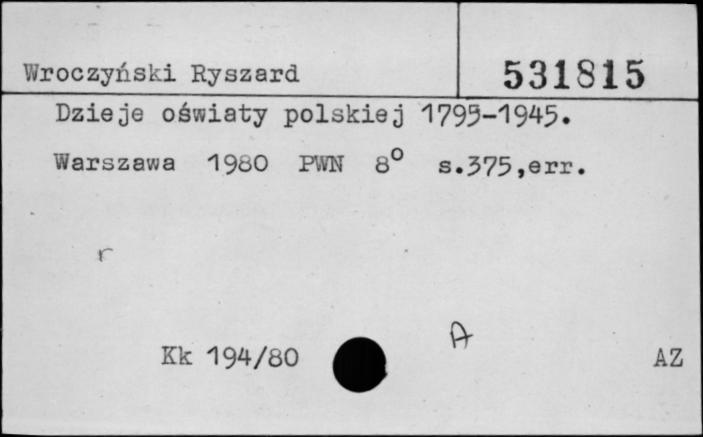 Wroczyński Ryszard 531815
Dzieje oświaty polskiej 1795-1945.
Warszawa 1980 PWN 8° s.375,err.
r
A
Kk 194/80 AZ